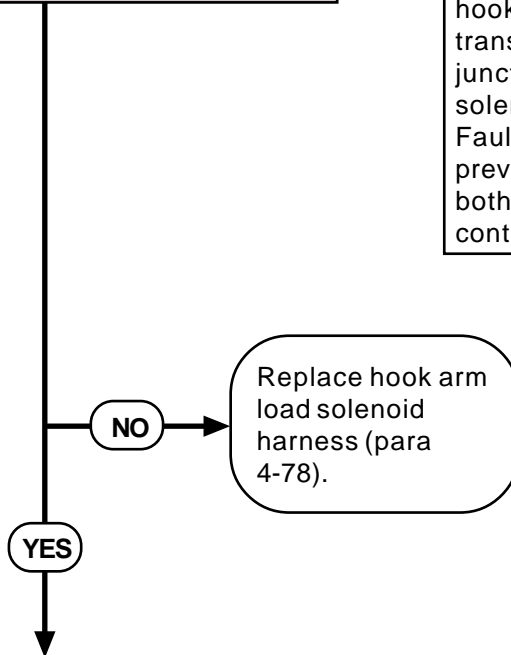 hook
trans
junct
solen
Faul
prev
both
cont
Replace hook arm
load solenoid
harness (para
4-78).
NO
YES